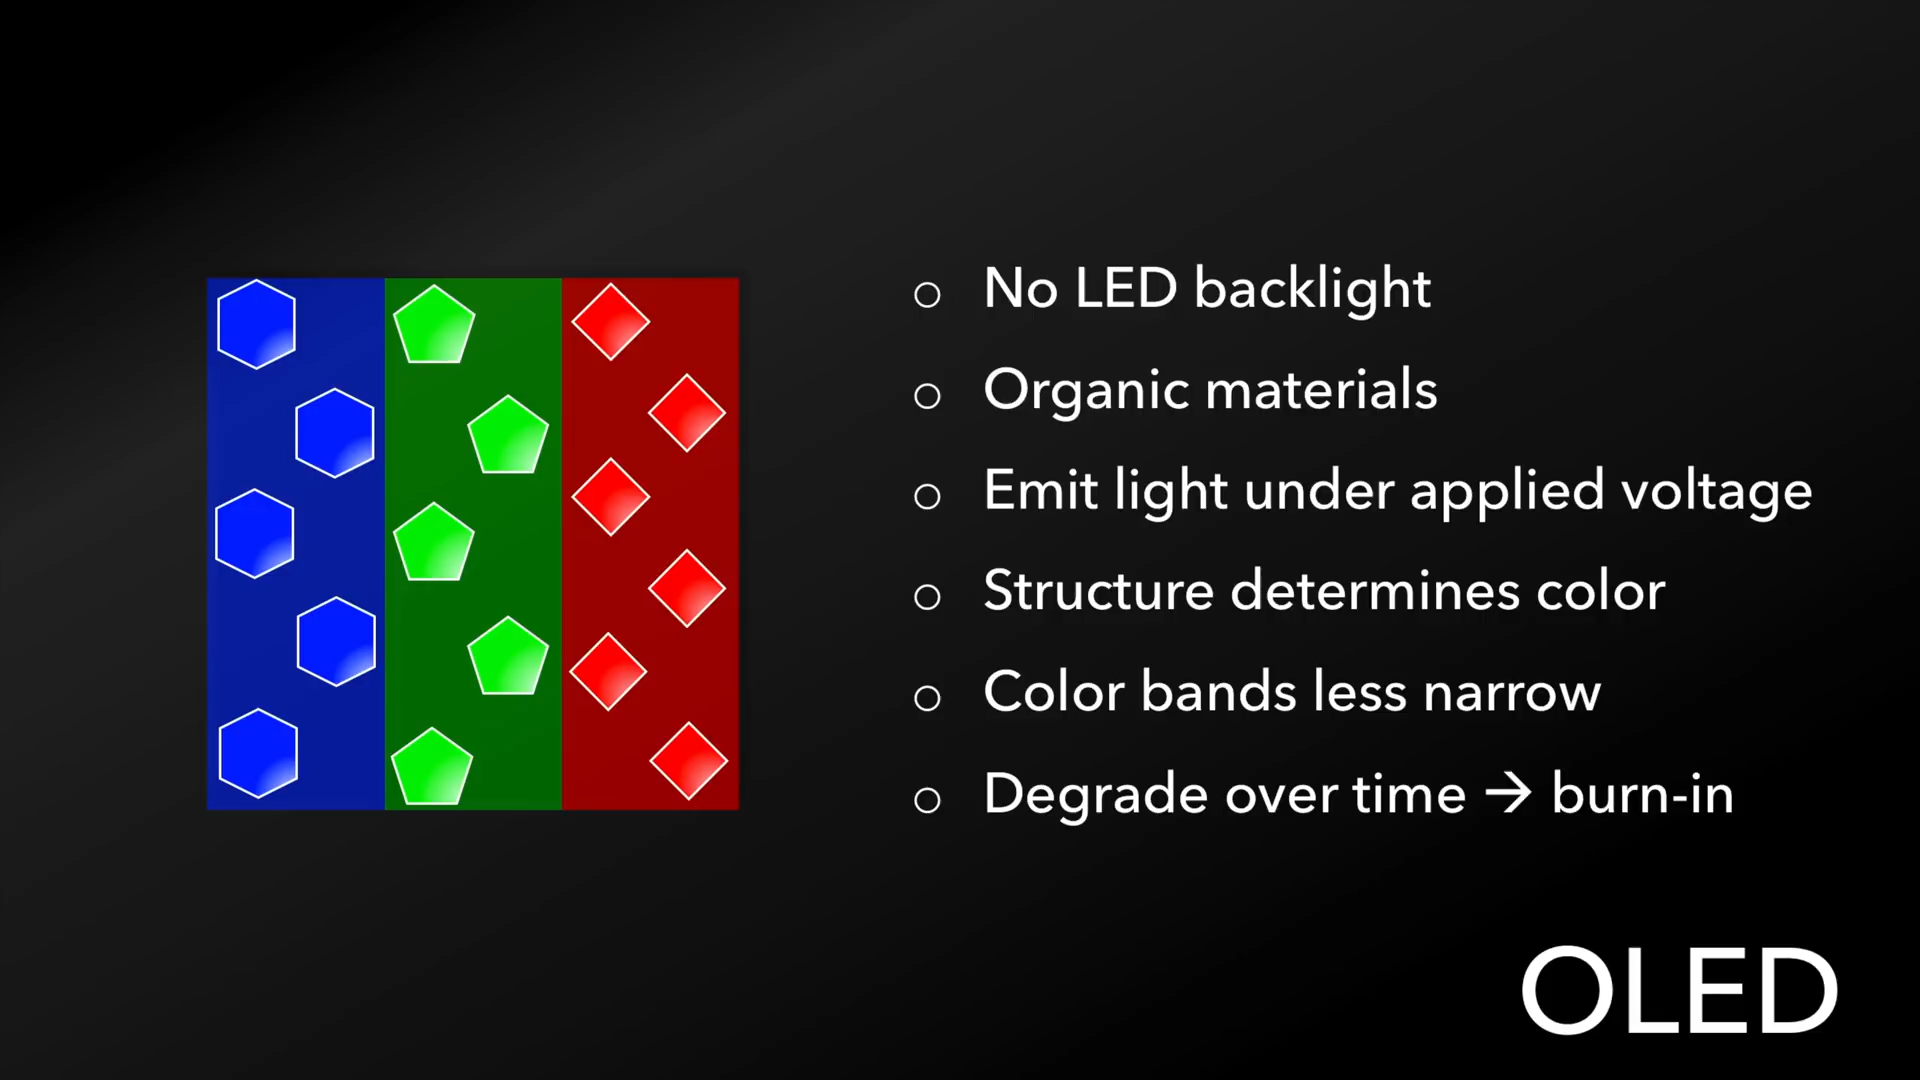 No LED backlight
Organic materials
Emit light under applied voltage
Structure determines color
Color bands less narrow
Degrade over time → burn-in
OLED